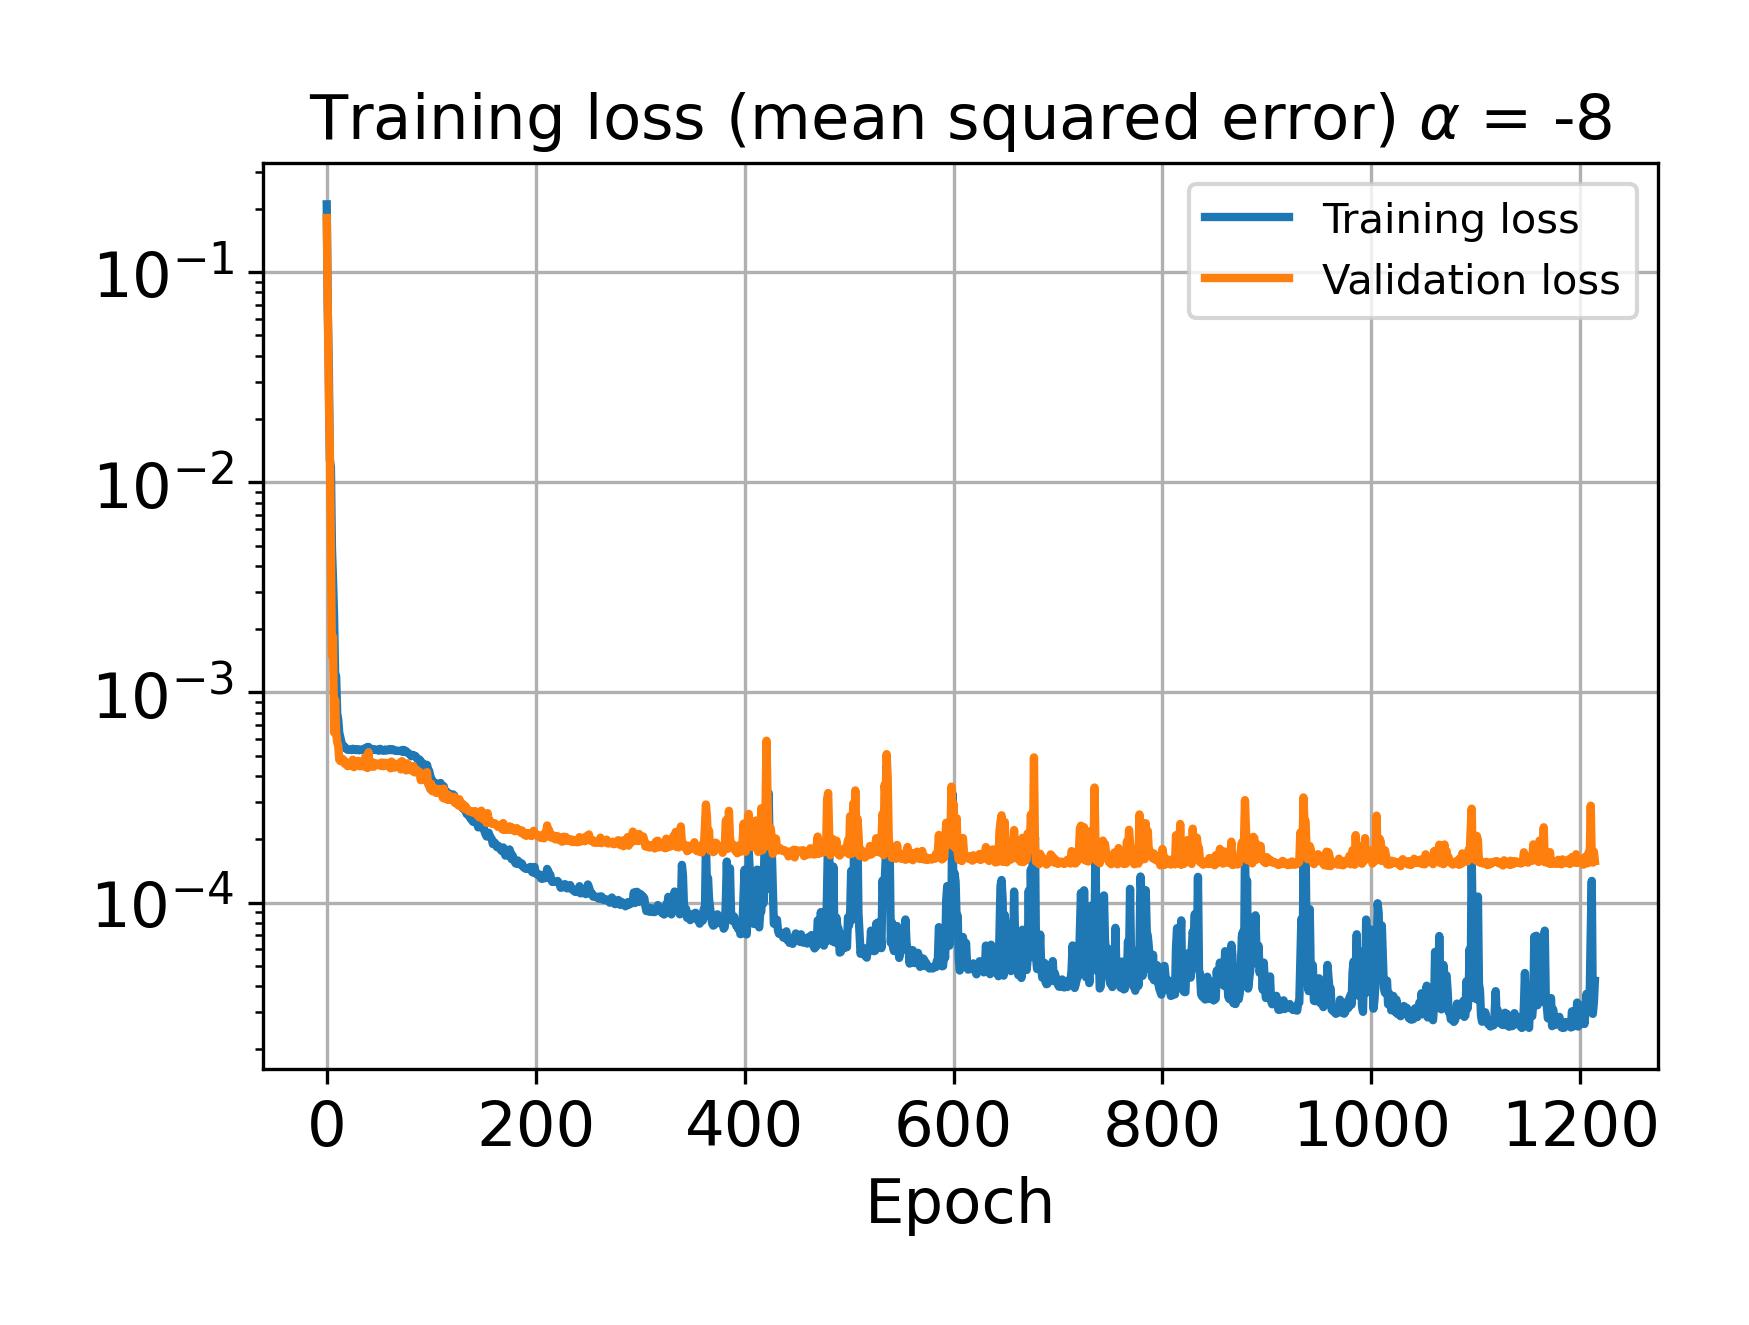 Training loss (mean squared error) α = -8
Training loss
Validation loss
10⁻¹
10⁻²
10⁻³
10⁻⁴
0 200 400 600 800 1000 1200
Epoch